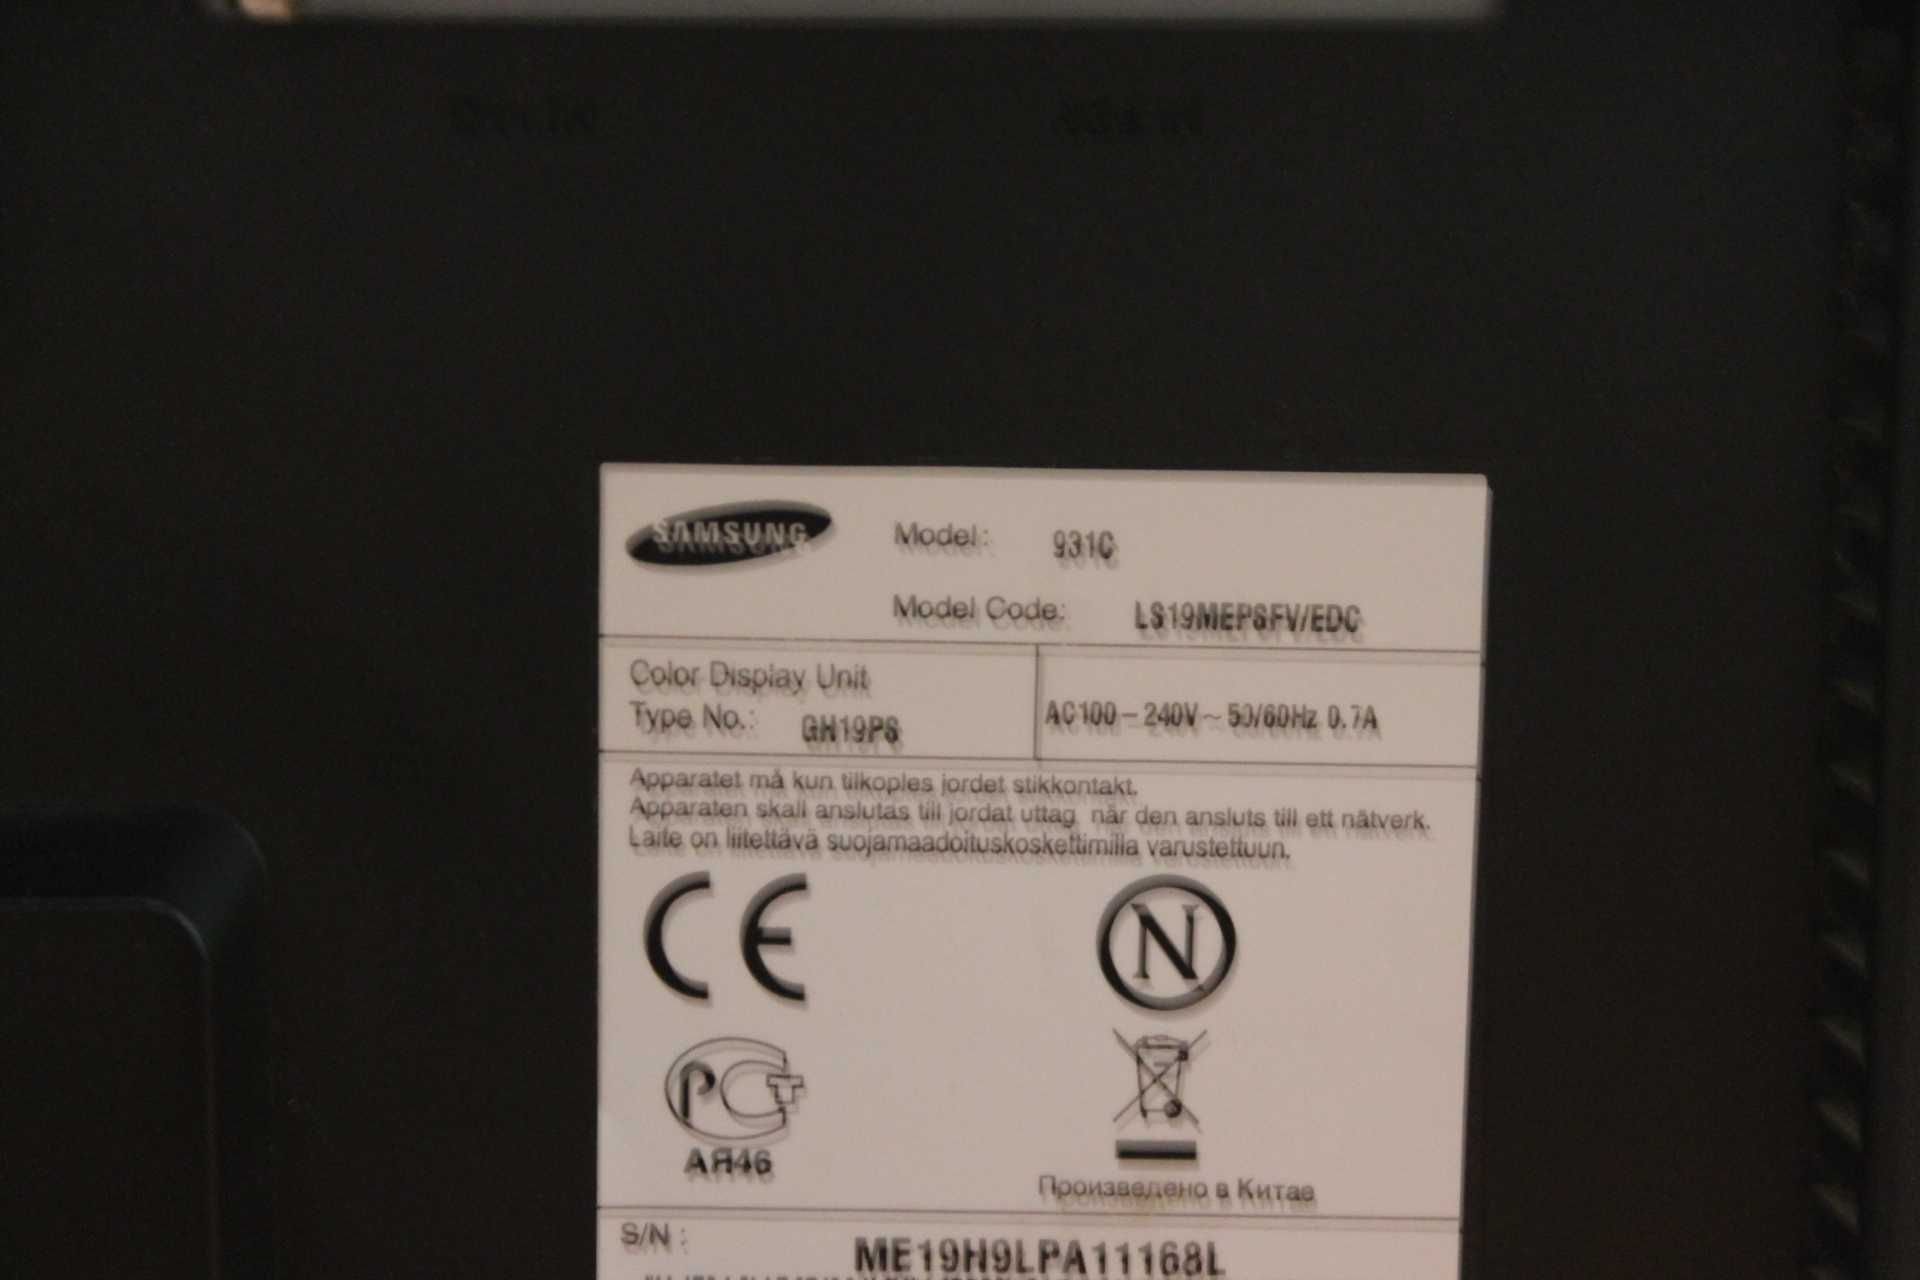 SAMSUNG
Model: 931C
Model Code: LS19MEPSFV/EDC
Color Display Unit
Type No.: GH19PS
AC100-240V~ 50/60Hz 0.7A
Apparatet må kun tilkoples jordet stikkontakt.
Apparaten skall anslutas till jordat uttag när den ansluts till ett nätverk.
Laite on liitettävä suojamaadoituskoskettimilla varustettuun.
CE
N
PCT
АЯ46
Произведено в Китае
S/N : ME19H9LPA11168L